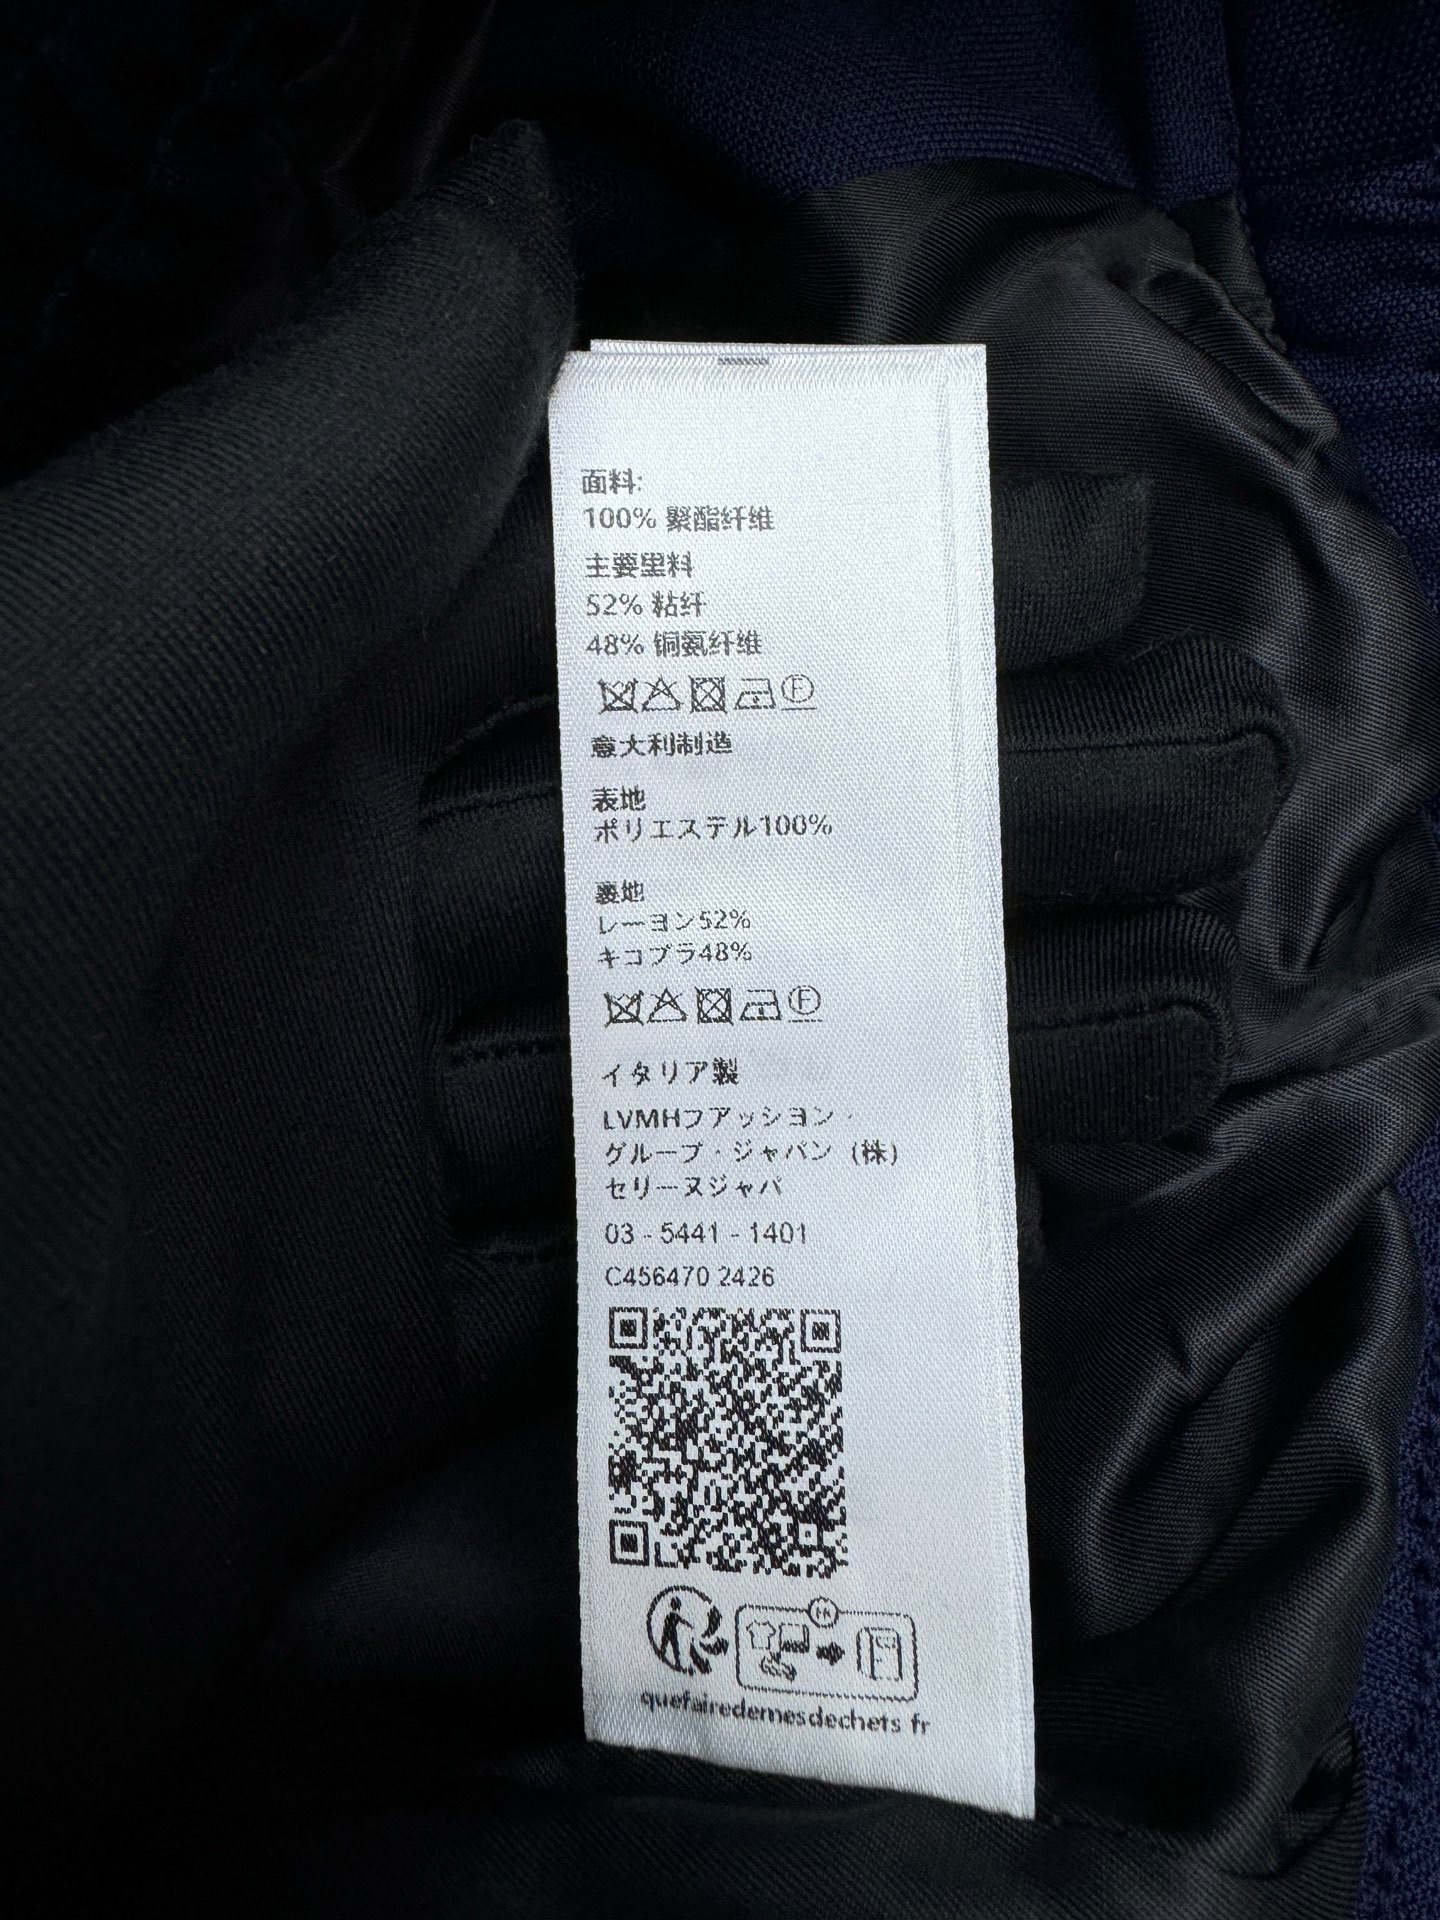 面料:
100% 聚酯纤维
主要里料
52% 粘纤
48% 铜氨纤维
意大利制造
表地
ポリエステル100%
裏地
レーヨン52%
キコプラ48%
F
イタリア製
LVMHファッション・
グループ・ジャパン (株)
セリーヌジャパ
03 - 5441 - 1401
C456470 2426
FR
quefairedemesdechets fr